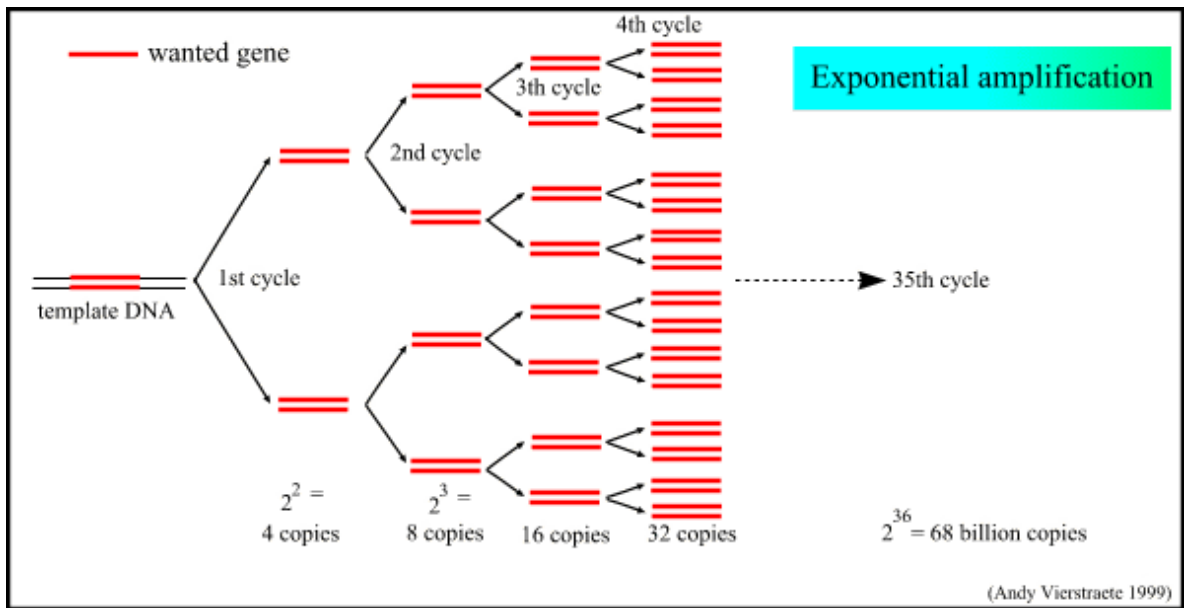 wanted gene
4th cycle
Exponential amplification
3th cycle
2nd cycle
1st cycle
35th cycle
template DNA
2^2 =
4 copies
2^3 =
8 copies
16 copies
32 copies
2^36 = 68 billion copies
(Andy Vierstraete 1999)